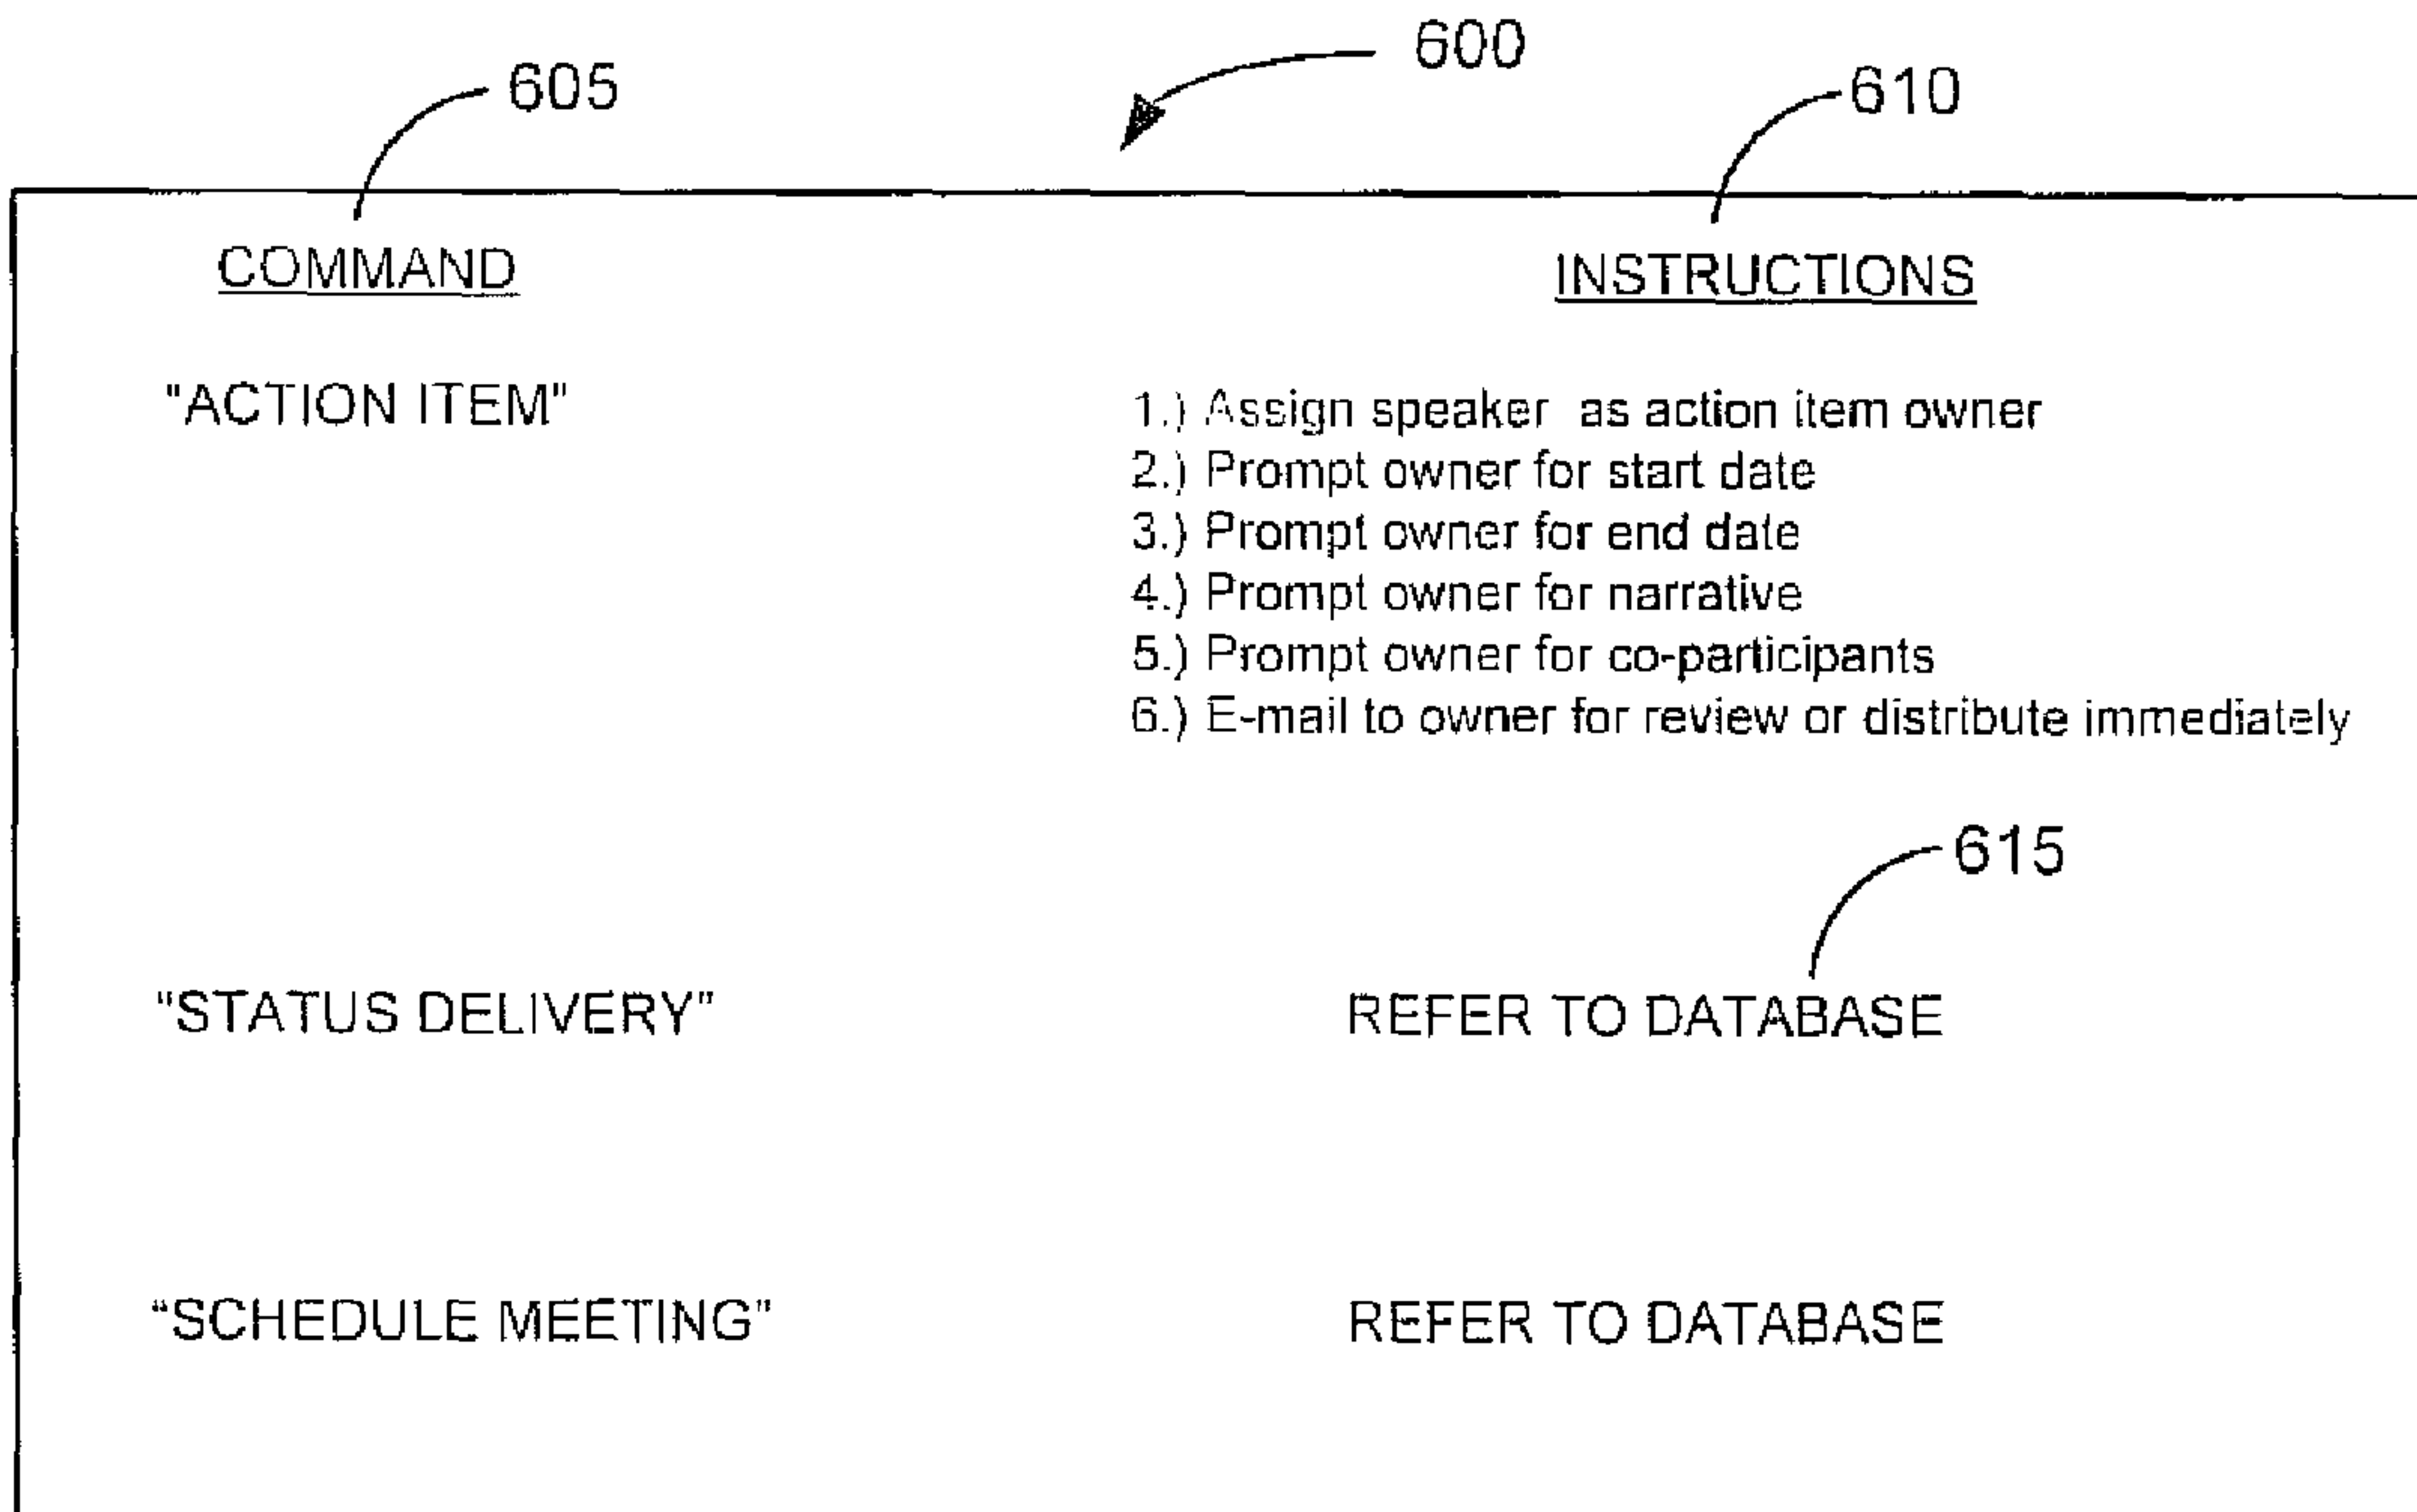 600
605
610
COMMAND
INSTRUCTIONS
"ACTION ITEM"
1.) Assign speaker as action item owner
2.) Prompt owner for start date
3.) Prompt owner for end date
4.) Prompt owner for narrative
5.) Prompt owner for co-participants
6.) E-mail to owner for review or distribute immediately
615
"STATUS DELIVERY"
REFER TO DATABASE
"SCHEDULE MEETING"
REFER TO DATABASE